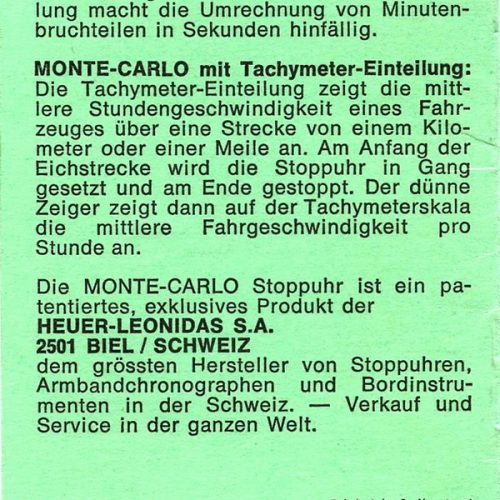 lung macht die Umrechnung von Minuten-
bruchteilen in Sekunden hinfällig.
MONTE-CARLO mit Tachymeter-Einteilung:
Die Tachymeter-Einteilung zeigt die mitt-
lere Stundengeschwindigkeit eines Fahr-
zeuges über eine Strecke von einem Kilo-
meter oder einer Meile an. Am Anfang der
Eichstrecke wird die Stoppuhr in Gang
gesetzt und am Ende gestoppt. Der dünne
Zeiger zeigt dann auf der Tachymeterskala
die mittlere Fahrgeschwindigkeit pro
Stunde an.
Die MONTE-CARLO Stoppuhr ist ein pa-
tentiertes, exklusives Produkt der
HEUER-LEONIDAS S.A.
2501 BIEL / SCHWEIZ
dem grössten Hersteller von Stoppuhren,
Armbandchronographen und Bordinstru-
menten in der Schweiz. — Verkauf und
Service in der ganzen Welt.